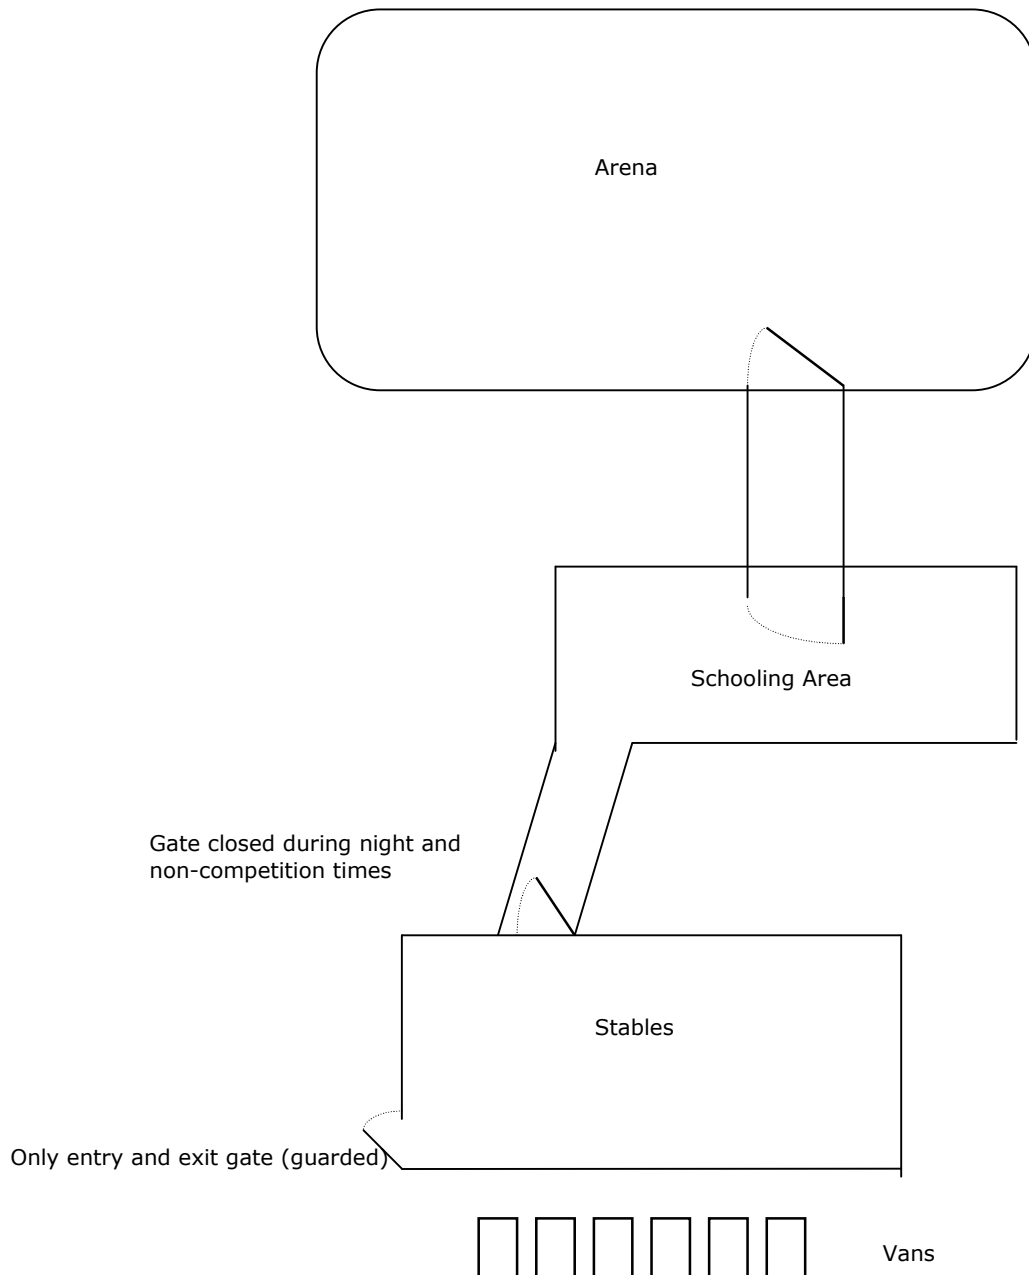 Arena
Schooling Area
Gate closed during night and
non-competition times
Stables
Only entry and exit gate (guarded)
Vans